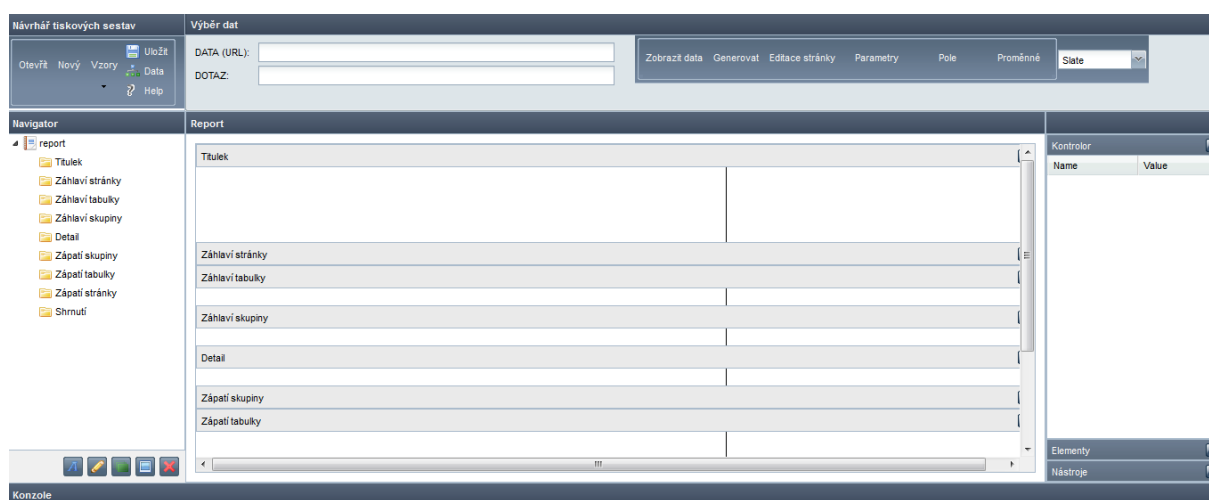 Návrhář tiskových sestav
Výběr dat
Otevřít Nový Vzory
Uložit
Data
Help
DATA (URL):
DOTAZ:
Zobrazit data Generovat Editace stránky Parametry Pole Proměnné
Slate
Navigator
report
Titulek
Záhlaví stránky
Záhlaví tabulky
Záhlaví skupiny
Detail
Zápatí skupiny
Zápatí tabulky
Zápatí stránky
Shrnutí
Report
Titulek
Záhlaví stránky
Záhlaví tabulky
Záhlaví skupiny
Detail
Zápatí skupiny
Zápatí tabulky
Kontrolor
Name Value
Elementy
Nástroje
Konzole